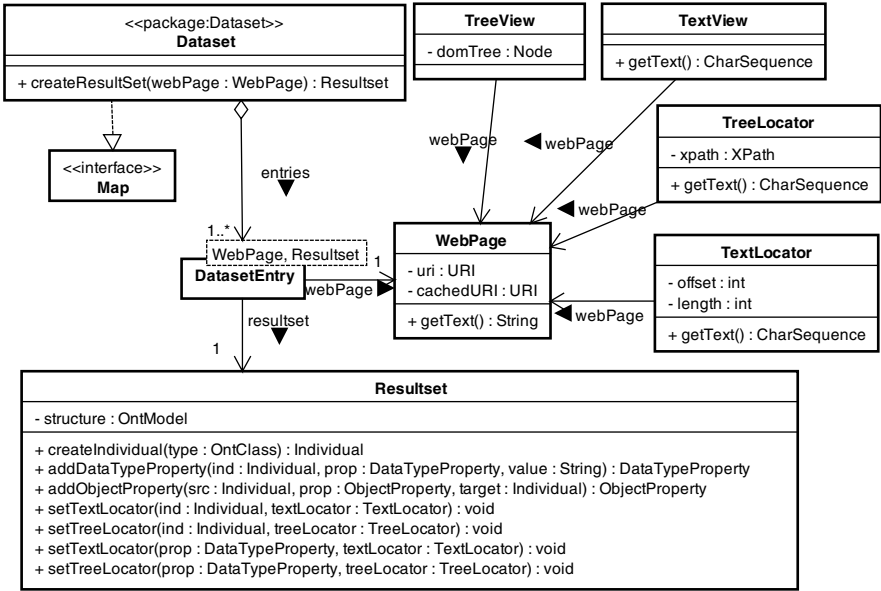 <<package:Dataset>>
Dataset
+ createResultSet(webPage : WebPage) : Resultset
TreeView
- domTree : Node
TextView
+ getText() : CharSequence
TreeLocator
- xpath : XPath
+ getText() : CharSequence
<<interface>>
Map
entries
webPage
webPage
webPage
1..*
WebPage, Resultset
DatasetEntry
1
webPage
WebPage
- uri : URI
- cachedURI : URI
+ getText() : String
TextLocator
- offset : int
- length : int
+ getText() : CharSequence
webPage
resultset
1
Resultset
- structure : OntModel
+ createIndividual(type : OntClass) : Individual
+ addDataTypeProperty(ind : Individual, prop : DataTypeProperty, value : String) : DataTypeProperty
+ addObjectProperty(src : Individual, prop : ObjectProperty, target : Individual) : ObjectProperty
+ setTextLocator(ind : Individual, textLocator : TextLocator) : void
+ setTreeLocator(ind : Individual, treeLocator : TreeLocator) : void
+ setTextLocator(prop : DataTypeProperty, textLocator : TextLocator) : void
+ setTreeLocator(prop : DataTypeProperty, treeLocator : TreeLocator) : void